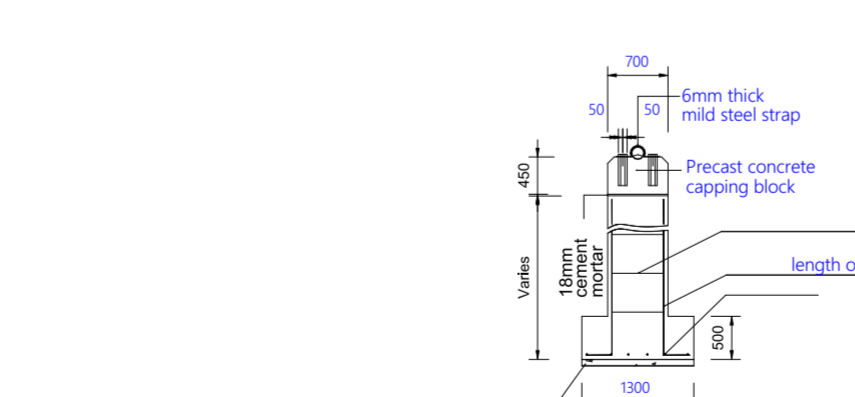 700
50
50
6mm thick
mild steel strap
450
Precast concrete
capping block
Varies
18mm
cement
mortar
length o
500
1300